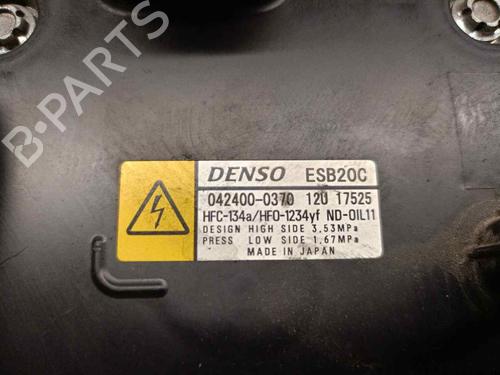 B-PARTS
DENSO ESB20C
042400-0370 120 17525
HFC-134a/HFO-1234yf ND-OIL11
DESIGN HIGH SIDE 3,53MPa
PRESS LOW SIDE 1,67MPa
MADE IN JAPAN